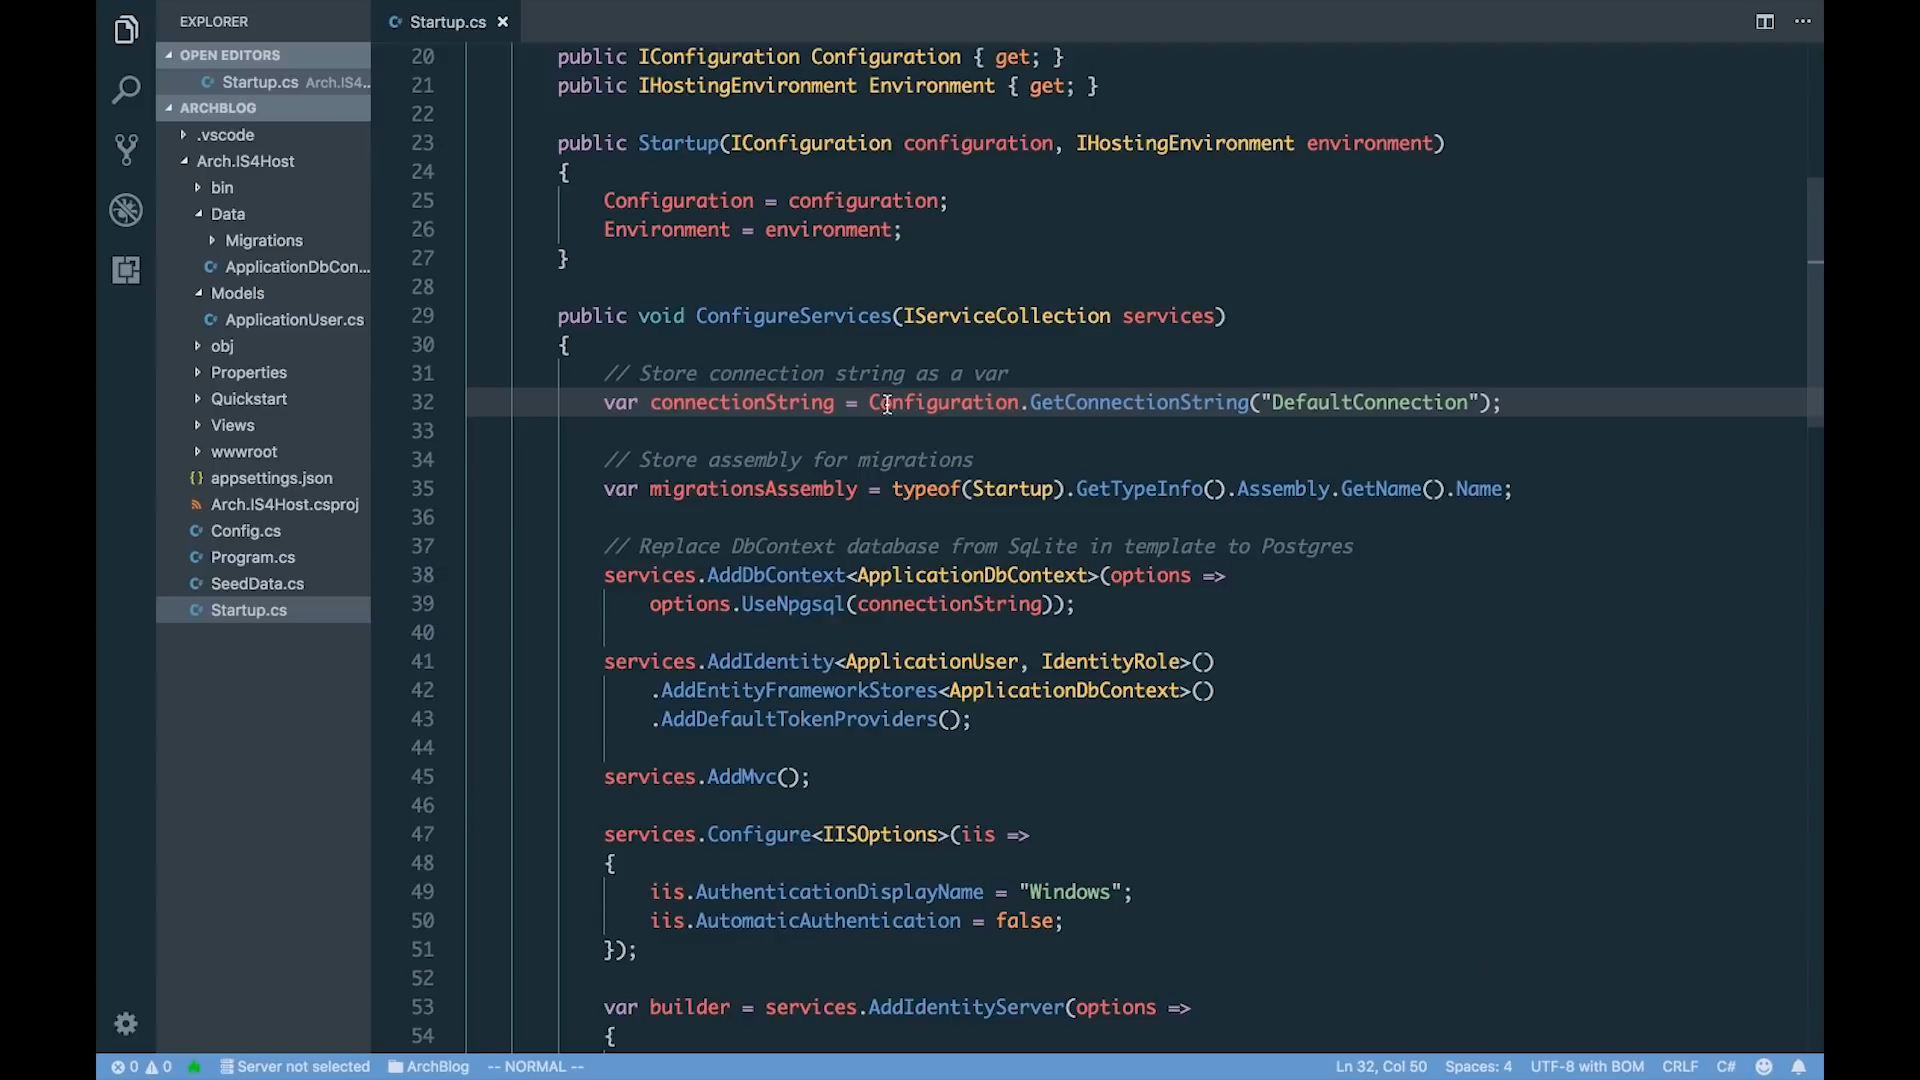 EXPLORER
OPEN EDITORS
Startup.cs Arch.IS4...
ARCHBLOG
.vscode
Arch.IS4Host
bin
Data
Migrations
ApplicationDbCon...
Models
ApplicationUser.cs
obj
Properties
Quickstart
Views
wwwroot
appsettings.json
Arch.IS4Host.csproj
Config.cs
Program.cs
SeedData.cs
Startup.cs
Startup.cs
20 public IConfiguration Configuration { get; }
21 public IHostingEnvironment Environment { get; }
22
23 public Startup(IConfiguration configuration, IHostingEnvironment environment)
24 {
25 Configuration = configuration;
26 Environment = environment;
27 }
28
29 public void ConfigureServices(IServiceCollection services)
30 {
31 // Store connection string as a var
32 var connectionString = Configuration.GetConnectionString("DefaultConnection");
33
34 // Store assembly for migrations
35 var migrationsAssembly = typeof(Startup).GetTypeInfo().Assembly.GetName().Name;
36
37 // Replace DbContext database from SqLite in template to Postgres
38 services.AddDbContext<ApplicationDbContext>(options =>
39 options.UseNpgsql(connectionString));
40
41 services.AddIdentity<ApplicationUser, IdentityRole>()
42 .AddEntityFrameworkStores<ApplicationDbContext>()
43 .AddDefaultTokenProviders();
44
45 services.AddMvc();
46
47 services.Configure<IISOptions>(iis =>
48 {
49 iis.AuthenticationDisplayName = "Windows";
50 iis.AutomaticAuthentication = false;
51 });
52
53 var builder = services.AddIdentityServer(options =>
54 {
0 0 Server not selected ArchBlog -- NORMAL -- Ln 32, Col 50 Spaces: 4 UTF-8 with BOM CRLF C#